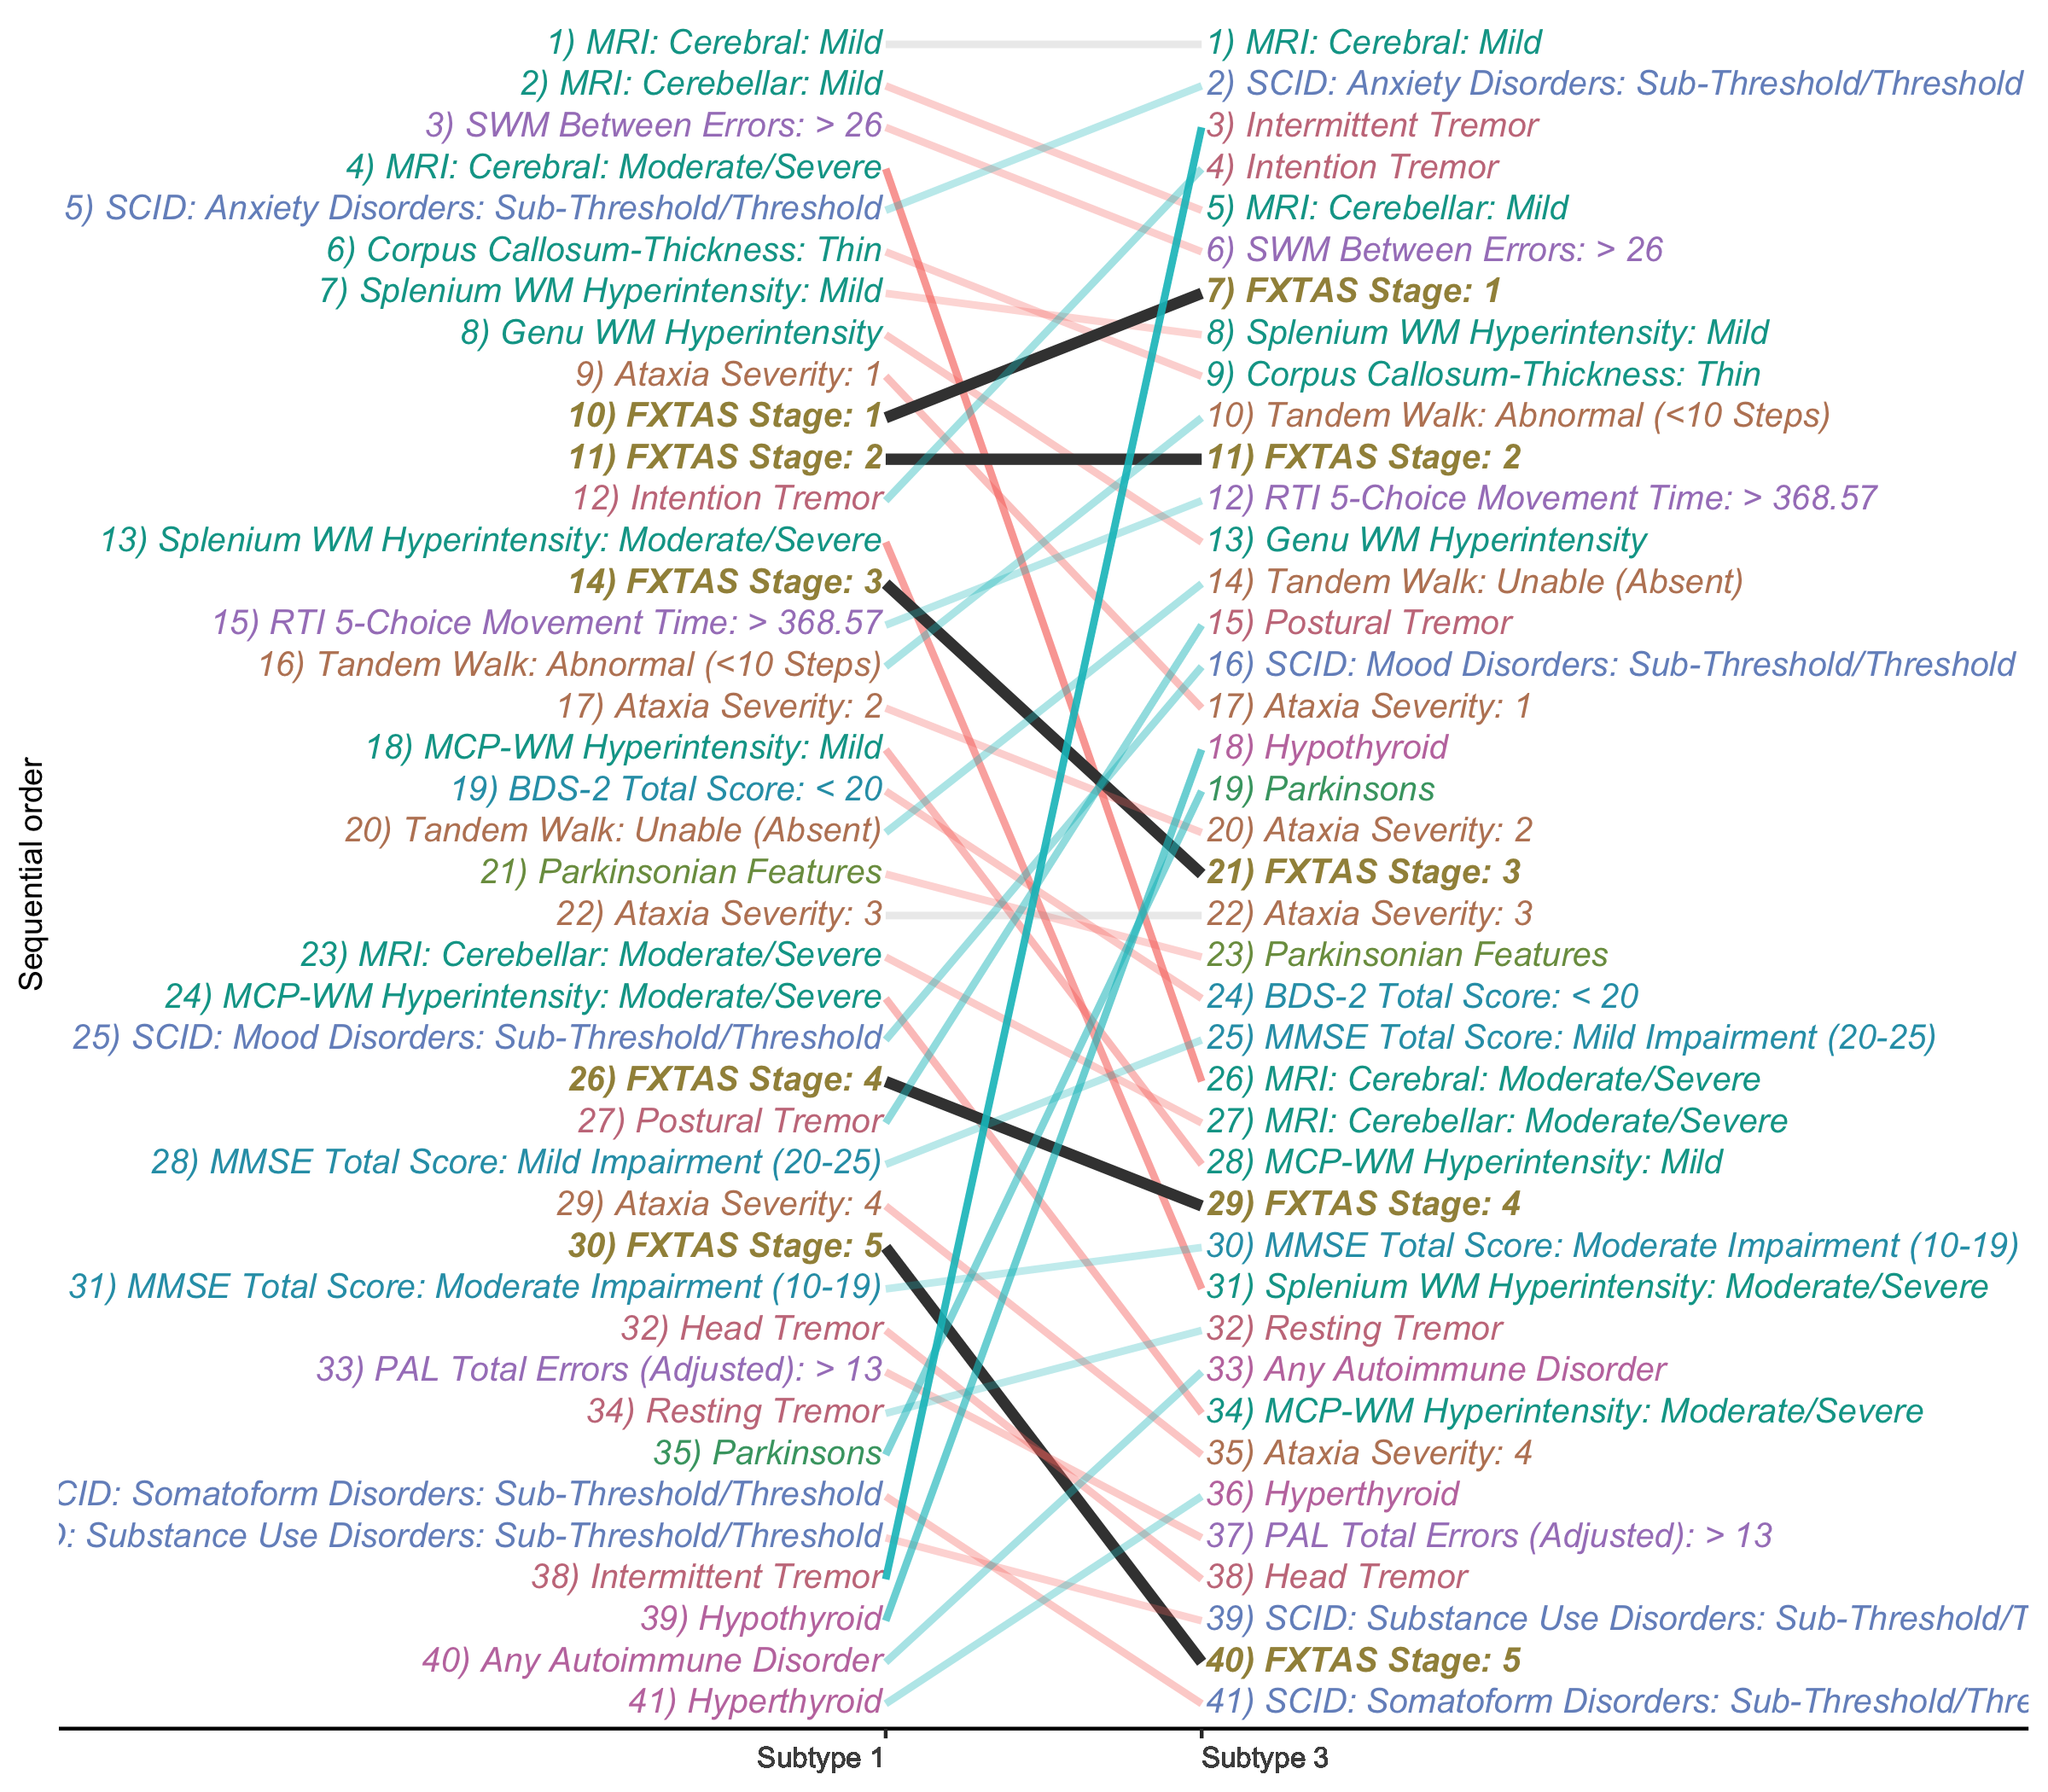 Sequential order
1) MRI: Cerebral: Mild
2) MRI: Cerebellar: Mild
3) SWM Between Errors: > 26
4) MRI: Cerebral: Moderate/Severe
5) SCID: Anxiety Disorders: Sub-Threshold/Threshold
6) Corpus Callosum-Thickness: Thin
7) Splenium WM Hyperintensity: Mild
8) Genu WM Hyperintensity
9) Ataxia Severity: 1
10) FXTAS Stage: 1
11) FXTAS Stage: 2
12) Intention Tremor
13) Splenium WM Hyperintensity: Moderate/Severe
14) FXTAS Stage: 3
15) RTI 5-Choice Movement Time: > 368.57
16) Tandem Walk: Abnormal (<10 Steps)
17) Ataxia Severity: 2
18) MCP-WM Hyperintensity: Mild
19) BDS-2 Total Score: < 20
20) Tandem Walk: Unable (Absent)
21) Parkinsonian Features
22) Ataxia Severity: 3
23) MRI: Cerebellar: Moderate/Severe
24) MCP-WM Hyperintensity: Moderate/Severe
25) SCID: Mood Disorders: Sub-Threshold/Threshold
26) FXTAS Stage: 4
27) Postural Tremor
28) MMSE Total Score: Mild Impairment (20-25)
29) Ataxia Severity: 4
30) FXTAS Stage: 5
31) MMSE Total Score: Moderate Impairment (10-19)
32) Head Tremor
33) PAL Total Errors (Adjusted): > 13
34) Resting Tremor
35) Parkinsons
CID: Somatoform Disorders: Sub-Threshold/Threshold
: Substance Use Disorders: Sub-Threshold/Threshold
38) Intermittent Tremor
39) Hypothyroid
40) Any Autoimmune Disorder
41) Hyperthyroid
Subtype 1
1) MRI: Cerebral: Mild
2) SCID: Anxiety Disorders: Sub-Threshold/Threshold
3) Intermittent Tremor
4) Intention Tremor
5) MRI: Cerebellar: Mild
6) SWM Between Errors: > 26
7) FXTAS Stage: 1
8) Splenium WM Hyperintensity: Mild
9) Corpus Callosum-Thickness: Thin
10) Tandem Walk: Abnormal (<10 Steps)
11) FXTAS Stage: 2
12) RTI 5-Choice Movement Time: > 368.57
13) Genu WM Hyperintensity
14) Tandem Walk: Unable (Absent)
15) Postural Tremor
16) SCID: Mood Disorders: Sub-Threshold/Threshold
17) Ataxia Severity: 1
18) Hypothyroid
19) Parkinsons
20) Ataxia Severity: 2
21) FXTAS Stage: 3
22) Ataxia Severity: 3
23) Parkinsonian Features
24) BDS-2 Total Score: < 20
25) MMSE Total Score: Mild Impairment (20-25)
26) MRI: Cerebral: Moderate/Severe
27) MRI: Cerebellar: Moderate/Severe
28) MCP-WM Hyperintensity: Mild
29) FXTAS Stage: 4
30) MMSE Total Score: Moderate Impairment (10-19)
31) Splenium WM Hyperintensity: Moderate/Severe
32) Resting Tremor
33) Any Autoimmune Disorder
34) MCP-WM Hyperintensity: Moderate/Severe
35) Ataxia Severity: 4
36) Hyperthyroid
37) PAL Total Errors (Adjusted): > 13
38) Head Tremor
39) SCID: Substance Use Disorders: Sub-Threshold/T
40) FXTAS Stage: 5
41) SCID: Somatoform Disorders: Sub-Threshold/Thre
Subtype 3